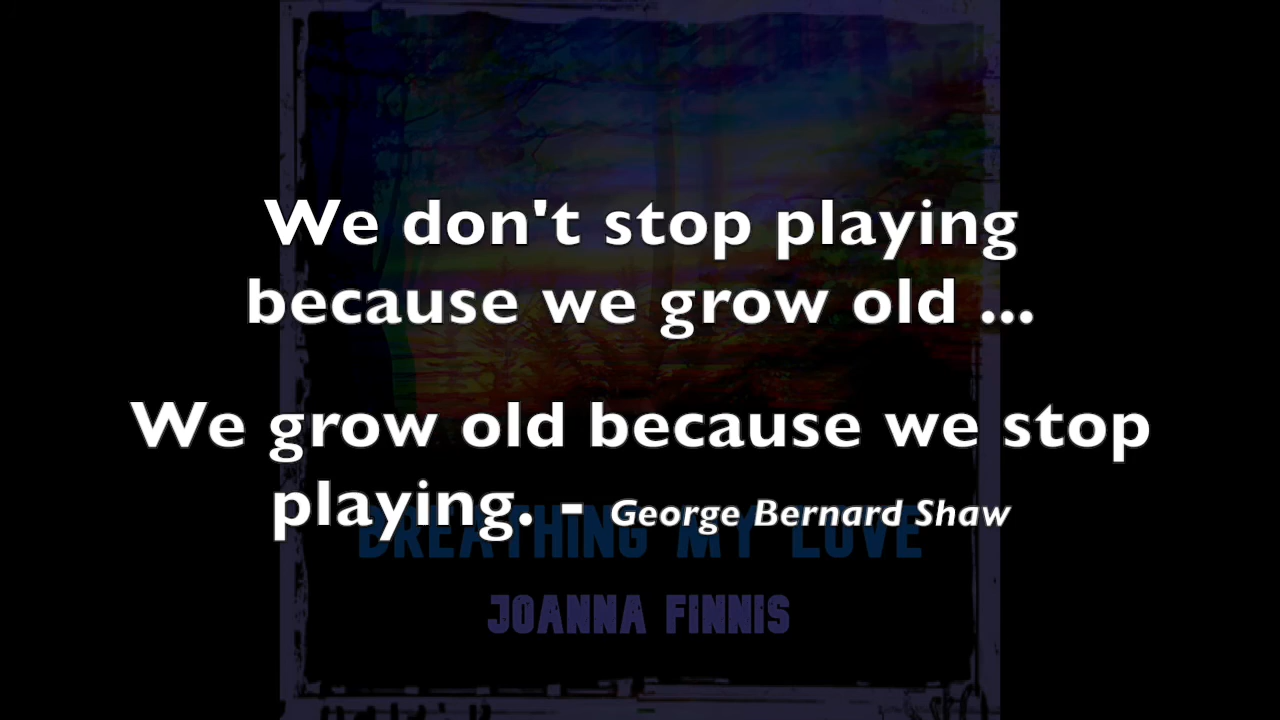 We don't stop playing
because we grow old ...
We grow old because we stop
playing. - George Bernard Shaw
BREATHING MY LOVE
JOANNA FINNIS